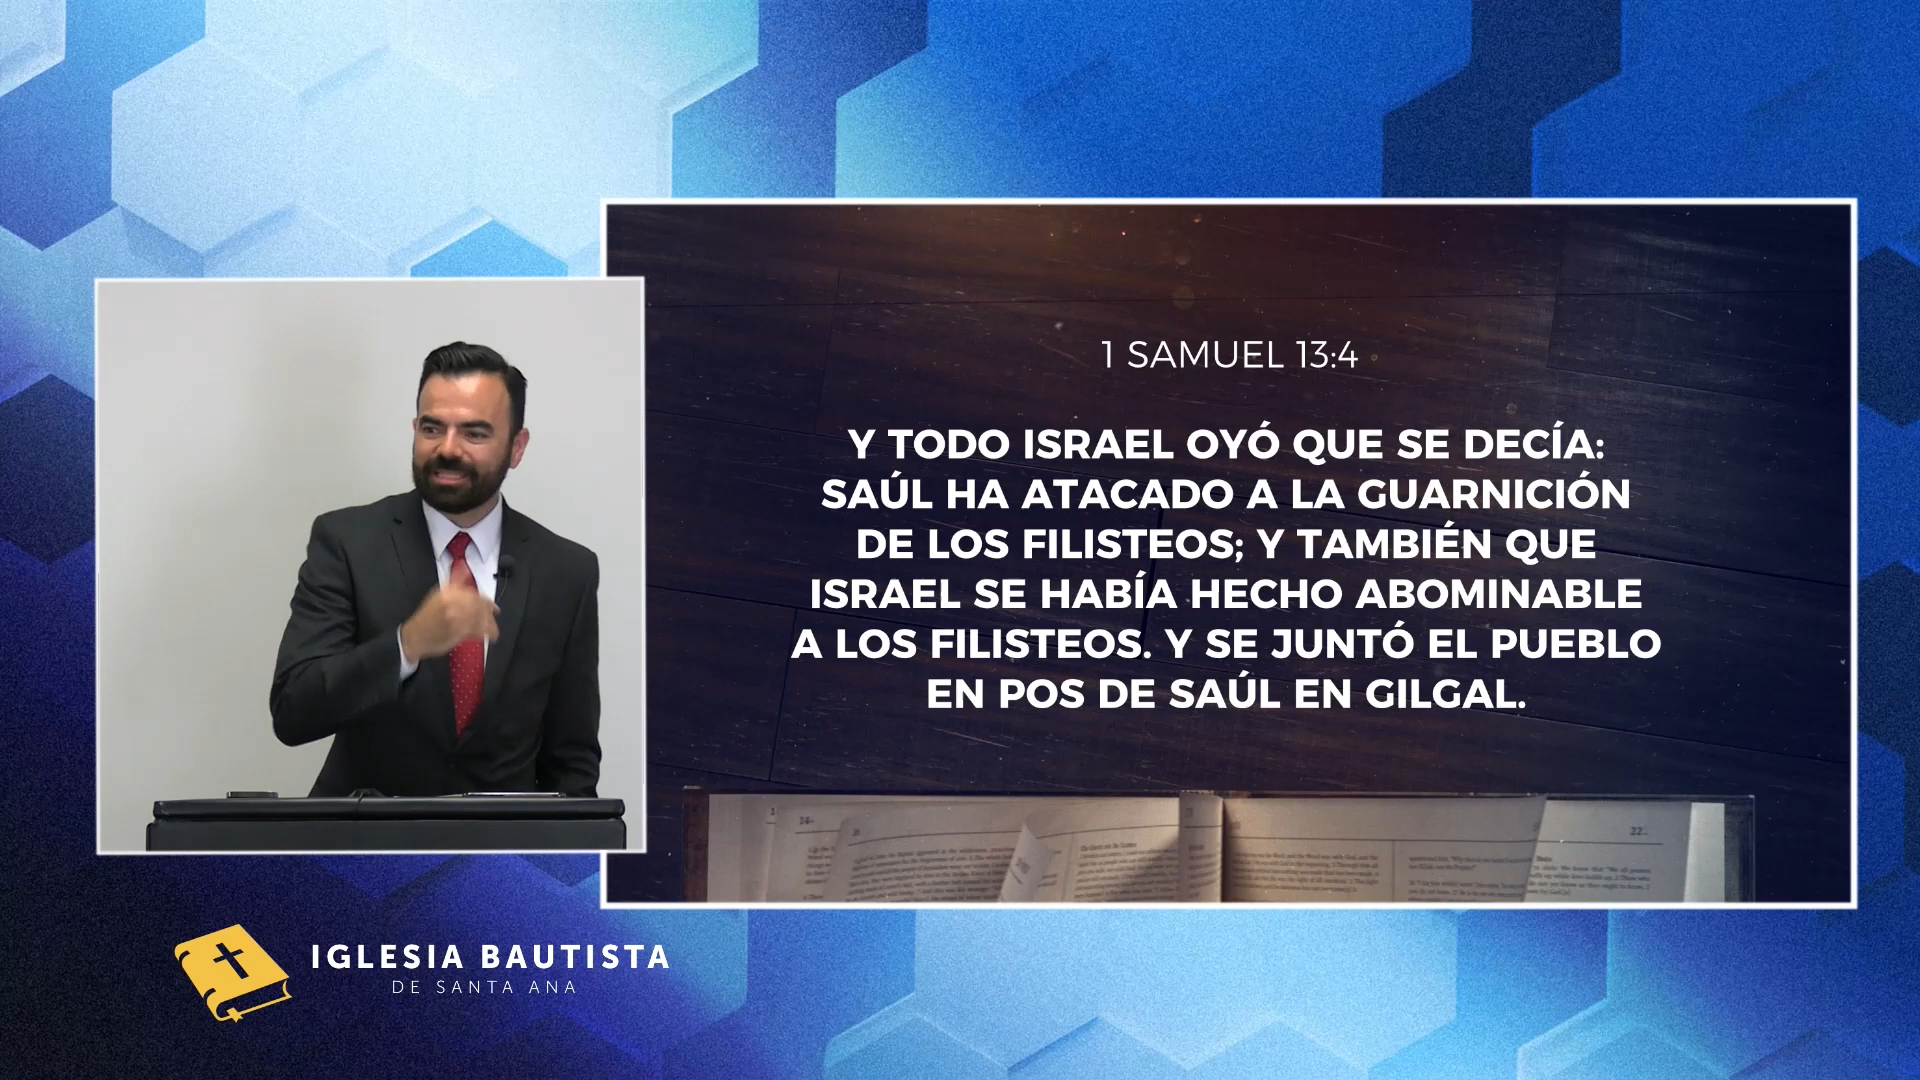 1 SAMUEL 13:4
Y TODO ISRAEL OYÓ QUE SE DECÍA:
SAÚL HA ATACADO A LA GUARNICIÓN
DE LOS FILISTEOS; Y TAMBIÉN QUE
ISRAEL SE HABÍA HECHO ABOMINABLE
A LOS FILISTEOS. Y SE JUNTÓ EL PUEBLO
EN POS DE SAÚL EN GILGAL.
IGLESIA BAUTISTA
DE SANTA ANA